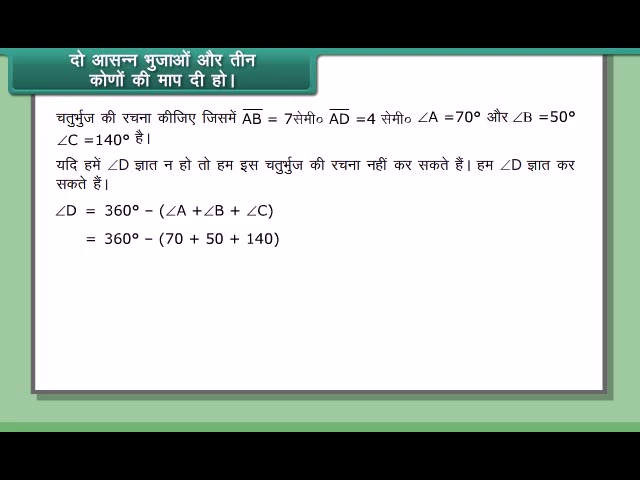 दो आसन्न भुजाओं और तीन
कोणों की माप दी हो।
चतुर्भुज की रचना कीजिए जिसमें AB = 7सेमी० AD =4 सेमी० ∠A =70° और ∠B =50°
∠C =140° है।
यदि हमें ∠D ज्ञात न हो तो हम इस चतुर्भुज की रचना नहीं कर सकते हैं। हम ∠D ज्ञात कर
सकते हैं।
∠D = 360° – (∠A +∠B + ∠C)
= 360° – (70 + 50 + 140)